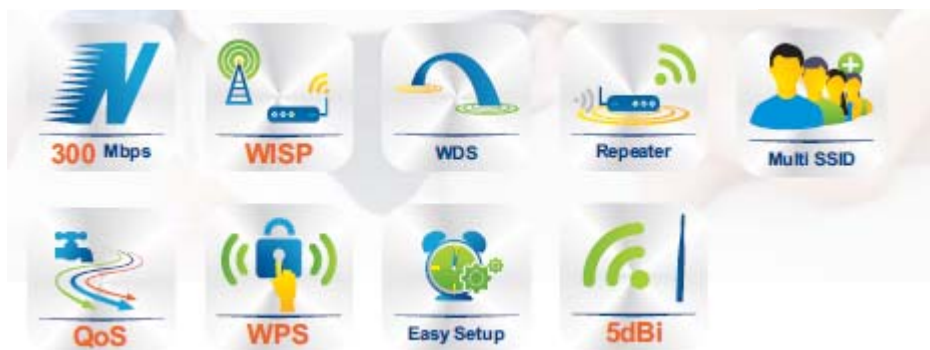 N
300 Mbps
WISP
WDS
Repeater
Multi SSID
QoS
WPS
Easy Setup
5dBi